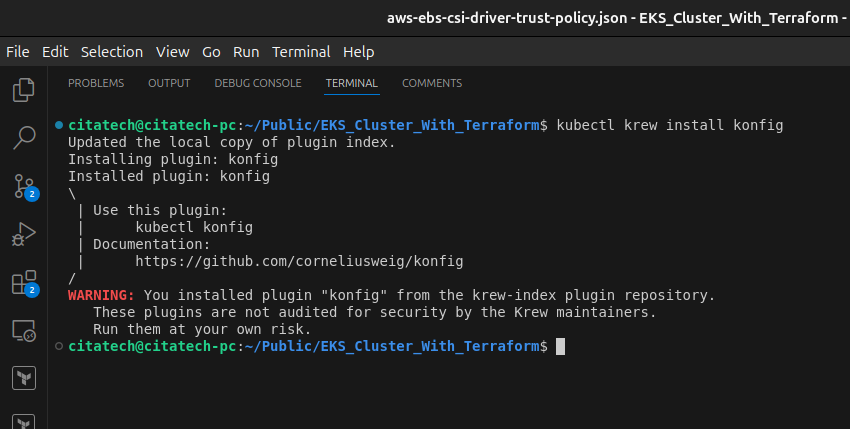 aws-ebs-csi-driver-trust-policy.json - EKS_Cluster_With_Terraform -
File Edit Selection View Go Run Terminal Help
PROBLEMS OUTPUT DEBUG CONSOLE TERMINAL COMMENTS
citatech@citatech-pc:~/Public/EKS_Cluster_With_Terraform$ kubectl krew install konfig
Updated the local copy of plugin index.
Installing plugin: konfig
Installed plugin: konfig
\
 | Use this plugin:
 |      kubectl konfig
 | Documentation:
 |      https://github.com/corneliusweig/konfig
/
WARNING: You installed plugin "konfig" from the krew-index plugin repository.
   These plugins are not audited for security by the Krew maintainers.
   Run them at your own risk.
citatech@citatech-pc:~/Public/EKS_Cluster_With_Terraform$
2
2